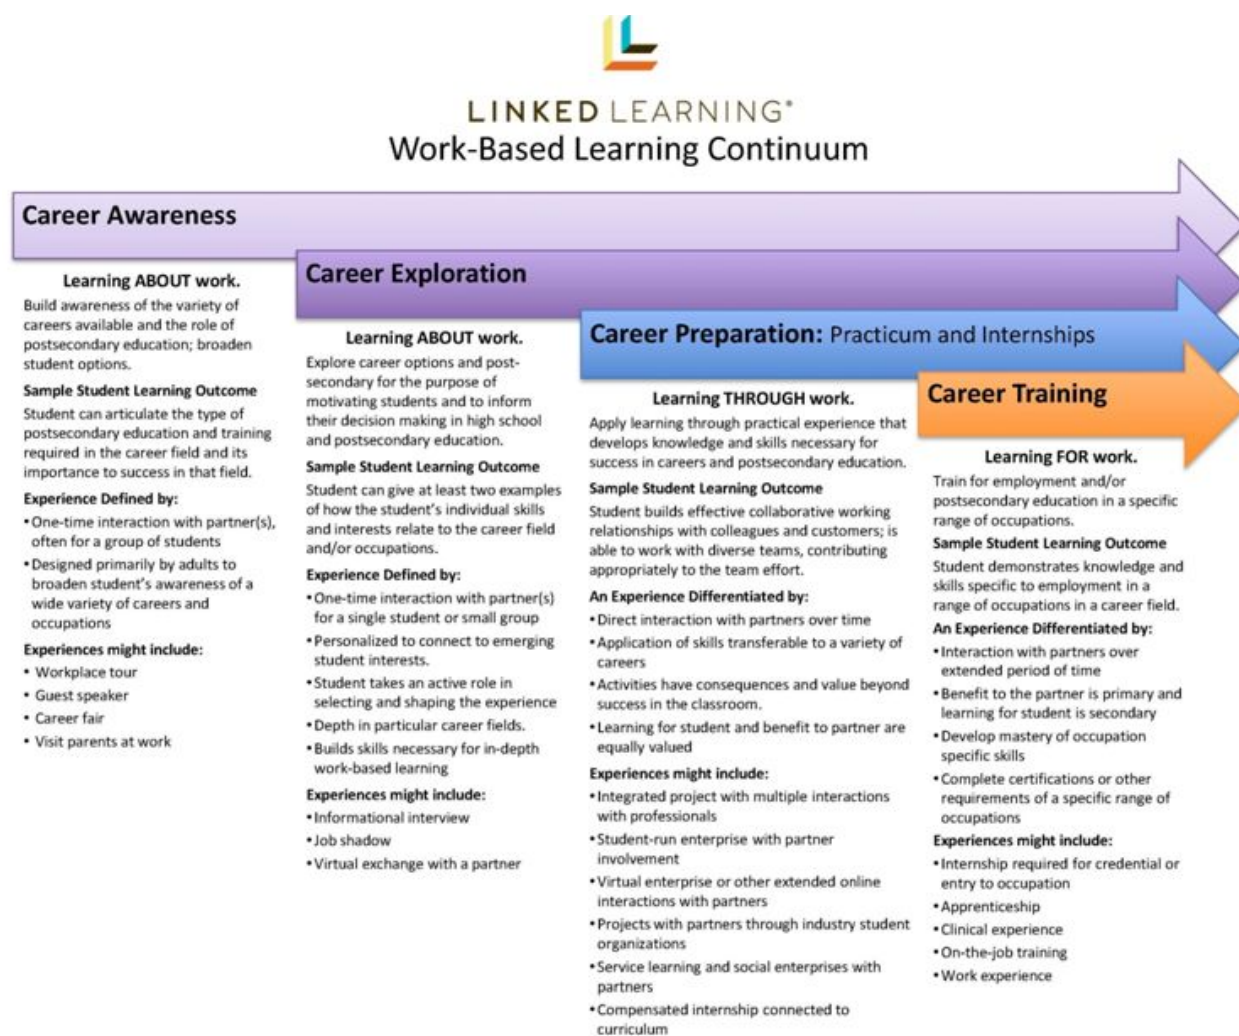 LINKED LEARNING®
Work-Based Learning Continuum
Career Awareness
Learning ABOUT work.
Build awareness of the variety of
careers available and the role of
postsecondary education; broaden
student options.
Sample Student Learning Outcome
Student can articulate the type of
postsecondary education and training
required in the career field and its
importance to success in that field.
Experience Defined by:
•One-time interaction with partner(s),
often for a group of students
•Designed primarily by adults to
broaden student's awareness of a
wide variety of careers and
occupations
Experiences might include:
• Workplace tour
• Guest speaker
• Career fair
• Visit parents at work
Career Exploration
Learning ABOUT work.
Explore career options and post-
secondary for the purpose of
motivating students and to inform
their decision making in high school
and postsecondary education.
Sample Student Learning Outcome
Student can give at least two examples
of how the student's individual skills
and interests relate to the career field
and/or occupations.
Experience Defined by:
•One-time interaction with partner(s)
for a single student or small group
•Personalized to connect to emerging
student interests.
•Student takes an active role in
selecting and shaping the experience
•Depth in particular career fields.
•Builds skills necessary for in-depth
work-based learning
Experiences might include:
•Informational interview
•Job shadow
•Virtual exchange with a partner
Career Preparation: Practicum and Internships
Learning THROUGH work.
Apply learning through practical experience that
develops knowledge and skills necessary for
success in careers and postsecondary education.
Sample Student Learning Outcome
Student builds effective collaborative working
relationships with colleagues and customers; is
able to work with diverse teams, contributing
appropriately to the team effort.
An Experience Differentiated by:
•Direct interaction with partners over time
•Application of skills transferable to a variety of
careers
•Activities have consequences and value beyond
success in the classroom.
•Learning for student and benefit to partner are
equally valued
Experiences might include:
•Integrated project with multiple interactions
with professionals
•Student-run enterprise with partner
involvement
•Virtual enterprise or other extended online
interactions with partners
•Projects with partners through industry student
organizations
•Service learning and social enterprises with
partners
•Compensated internship connected to
curriculum
Career Training
Learning FOR work.
Train for employment and/or
postsecondary education in a specific
range of occupations.
Sample Student Learning Outcome
Student demonstrates knowledge and
skills specific to employment in a
range of occupations in a career field.
An Experience Differentiated by:
•Interaction with partners over
extended period of time
•Benefit to the partner is primary and
learning for student is secondary
•Develop mastery of occupation
specific skills
•Complete certifications or other
requirements of a specific range of
occupations
Experiences might include:
•Internship required for credential or
entry to occupation
•Apprenticeship
•Clinical experience
•On-the-job training
•Work experience